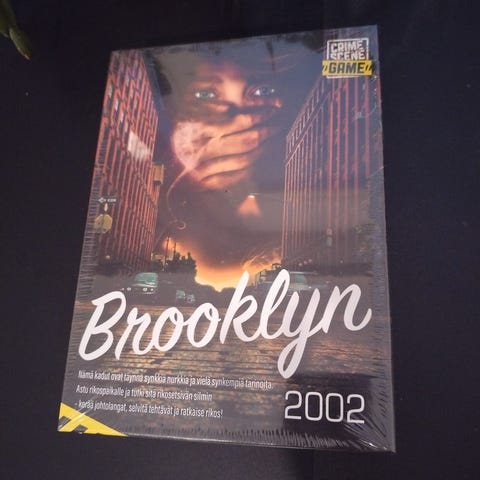 CRIME
SCENE
GAME
Brooklyn
Nämä kadut ovat täynnä synkkiä nurkkia ja vielä synkempiä tarinoita.
Astu rikospaikalle ja tutki sitä rikosetsivän silmin
- kerää johtolangat, selvitä tehtävät ja ratkaise rikos!
2002